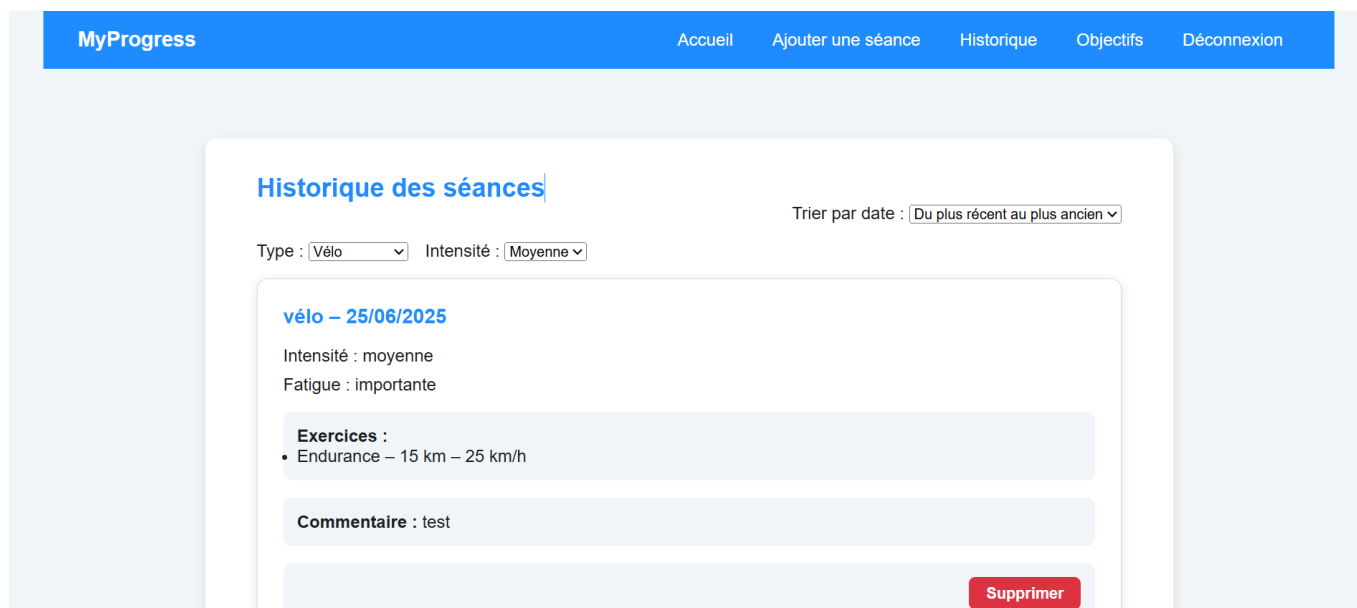 MyProgress Accueil Ajouter une séance Historique Objectifs Déconnexion
Historique des séances
Trier par date : Du plus récent au plus ancien
Type : Vélo Intensité : Moyenne
vélo – 25/06/2025
Intensité : moyenne
Fatigue : importante
Exercices :
• Endurance – 15 km – 25 km/h
Commentaire : test
Supprimer